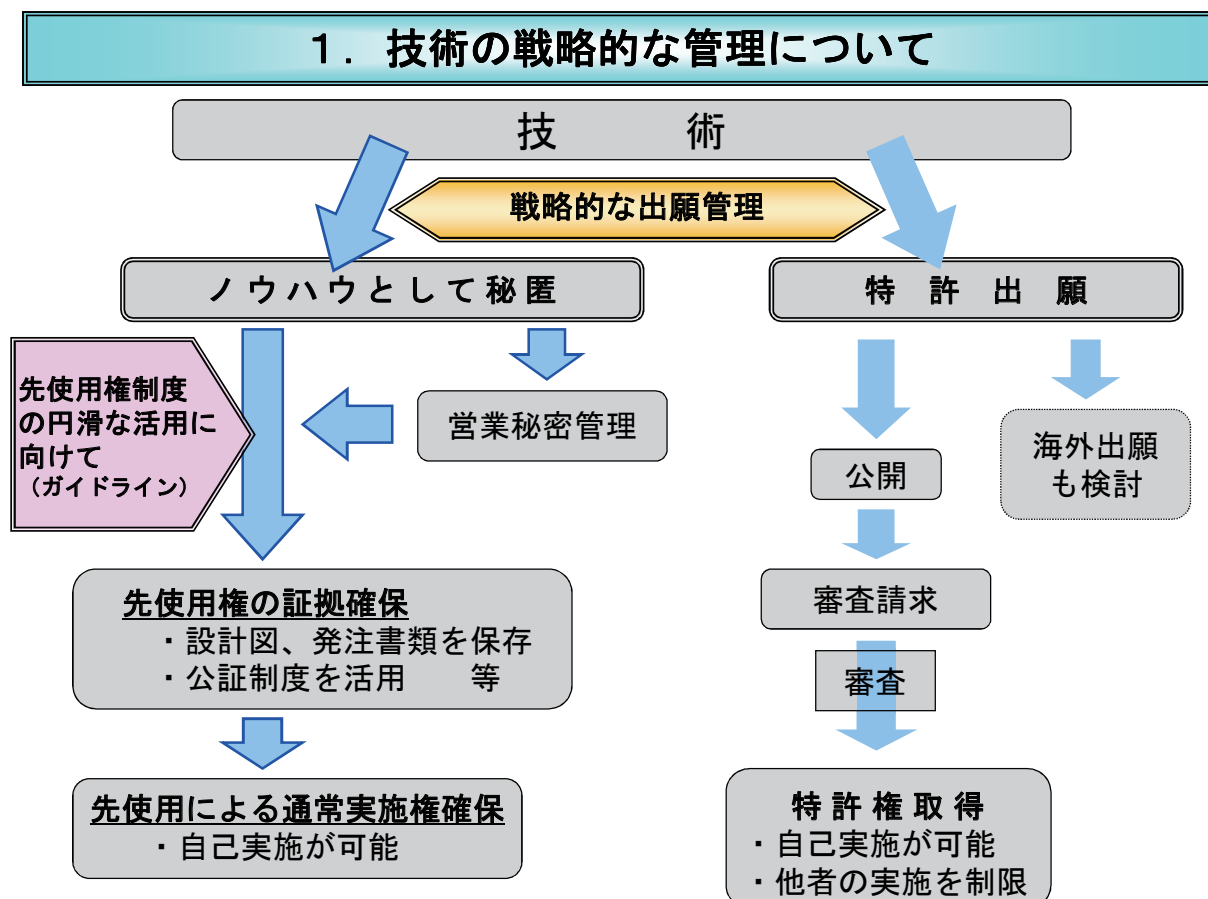 １．技術の戦略的な管理について
技　　　術
戦略的な出願管理
ノウハウとして秘匿
特　許　出　願
先使用権制度
の円滑な活用に
向けて
（ガイドライン）
営業秘密管理
公開
海外出願
も検討
審査請求
先使用権の証拠確保
・設計図、発注書類を保存
・公証制度を活用　　等
審査
先使用による通常実施権確保
・自己実施が可能
特許権取得
・自己実施が可能
・他者の実施を制限